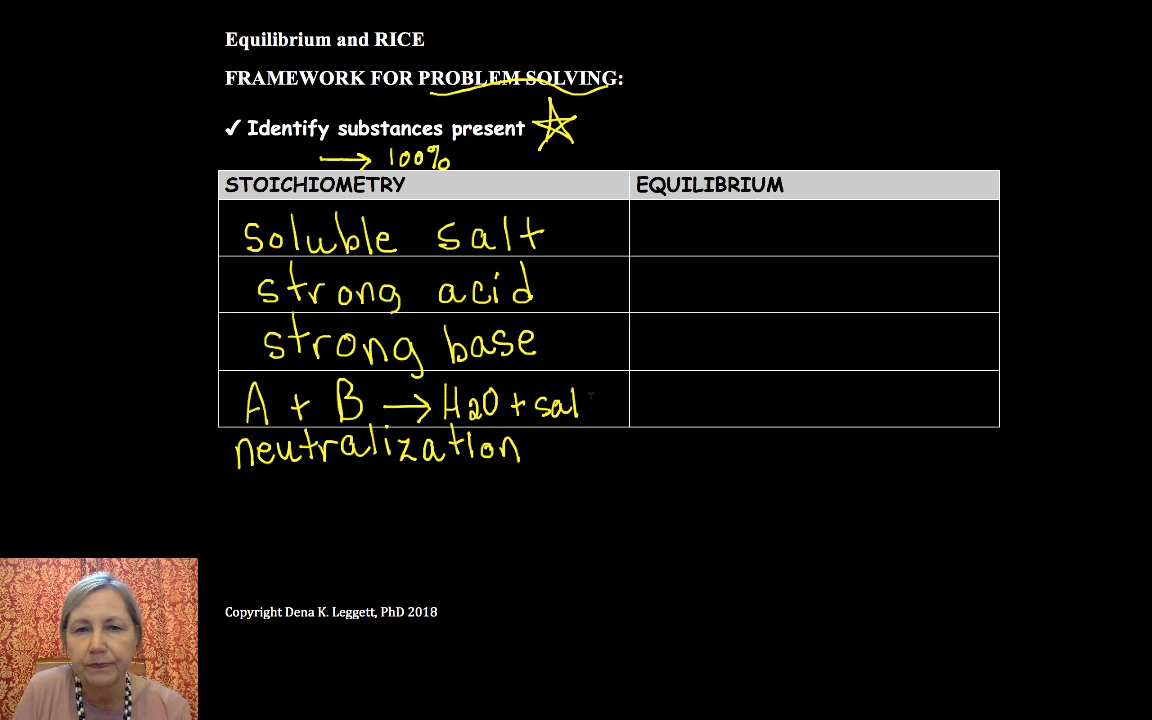 Equilibrium and RICE
FRAMEWORK FOR PROBLEM SOLVING:
✓ Identify substances present
→ 100%
STOICHIOMETRY EQUILIBRIUM
soluble salt
strong acid
strong base
A + B → H2O + sal
neutralization
Copyright Dena K. Leggett, PhD 2018